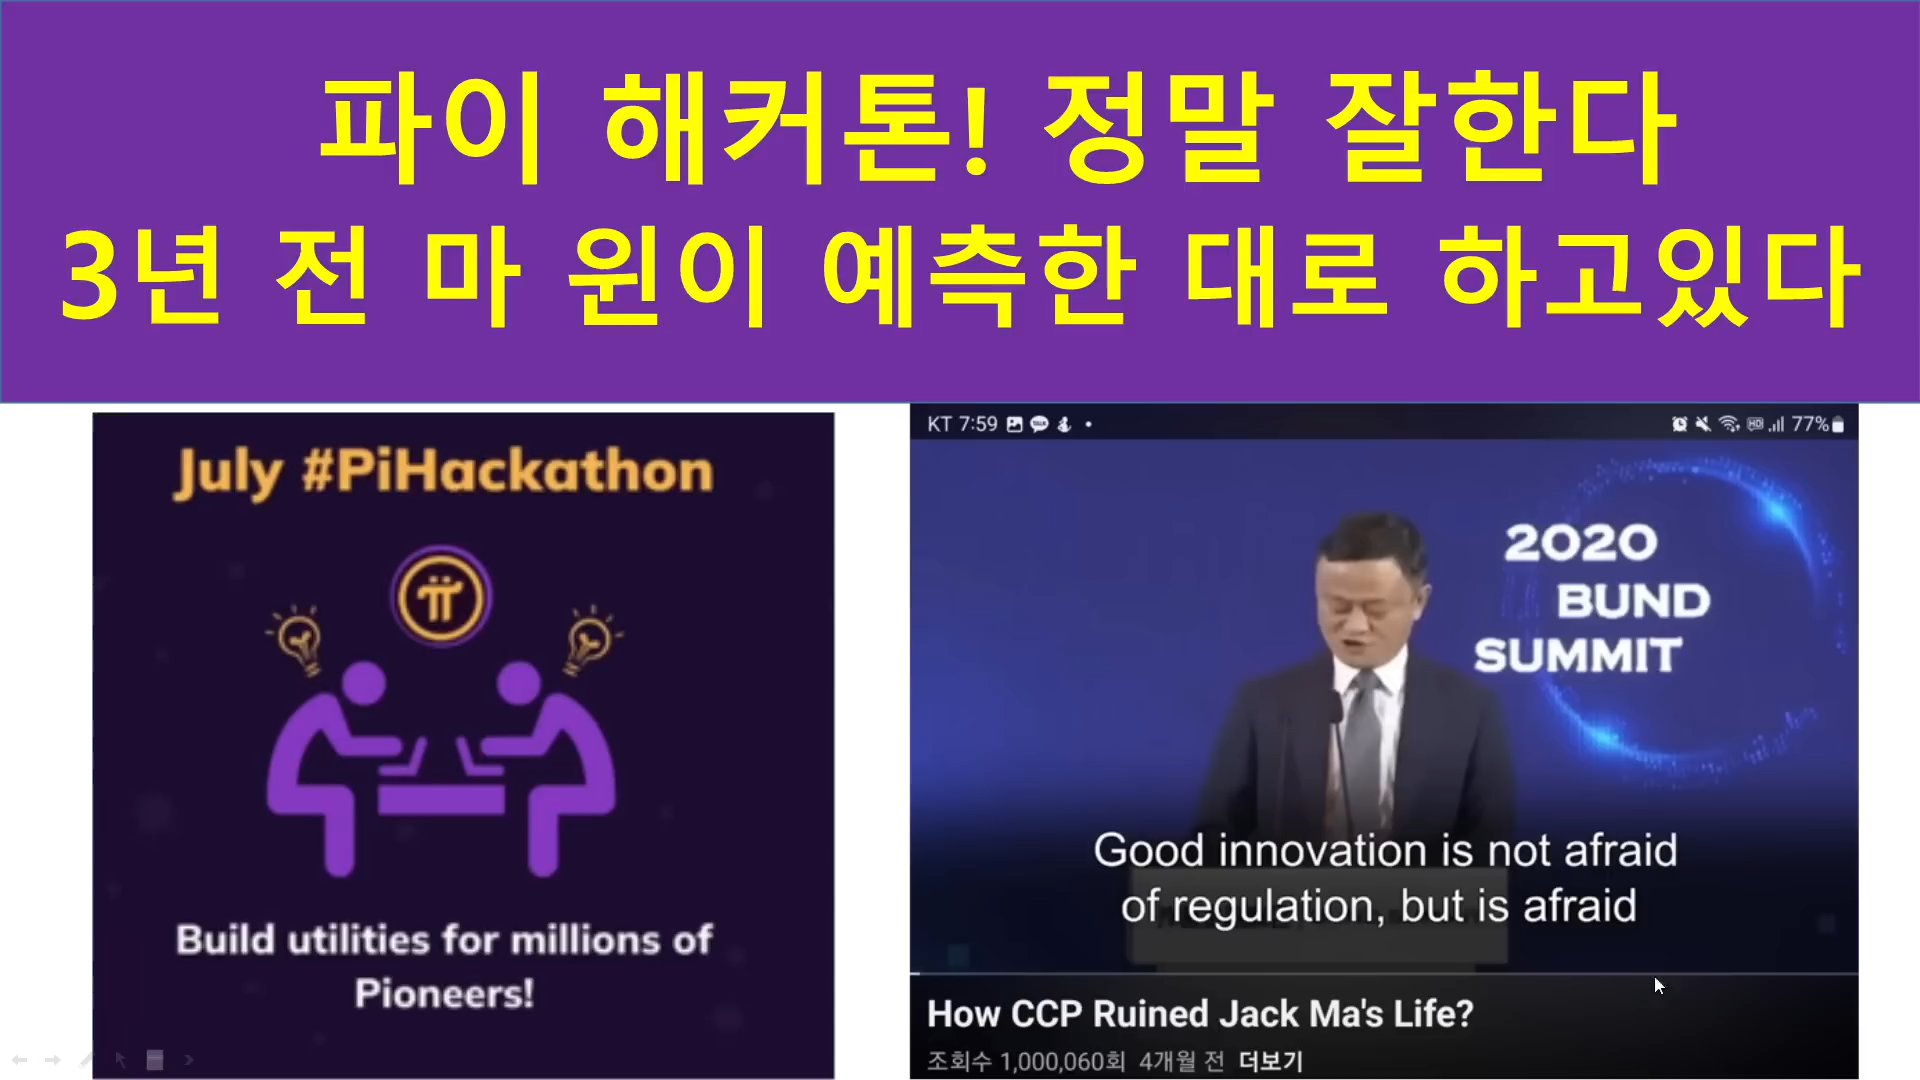 파이 해커톤! 정말 잘한다
3년 전 마 윈이 예측한 대로 하고있다
July #PiHackathon
Build utilities for millions of
Pioneers!
KT 7:59
77%
2020
BUND
SUMMIT
Good innovation is not afraid
of regulation, but is afraid
How CCP Ruined Jack Ma's Life?
조회수 1,000,060회 4개월 전 더보기